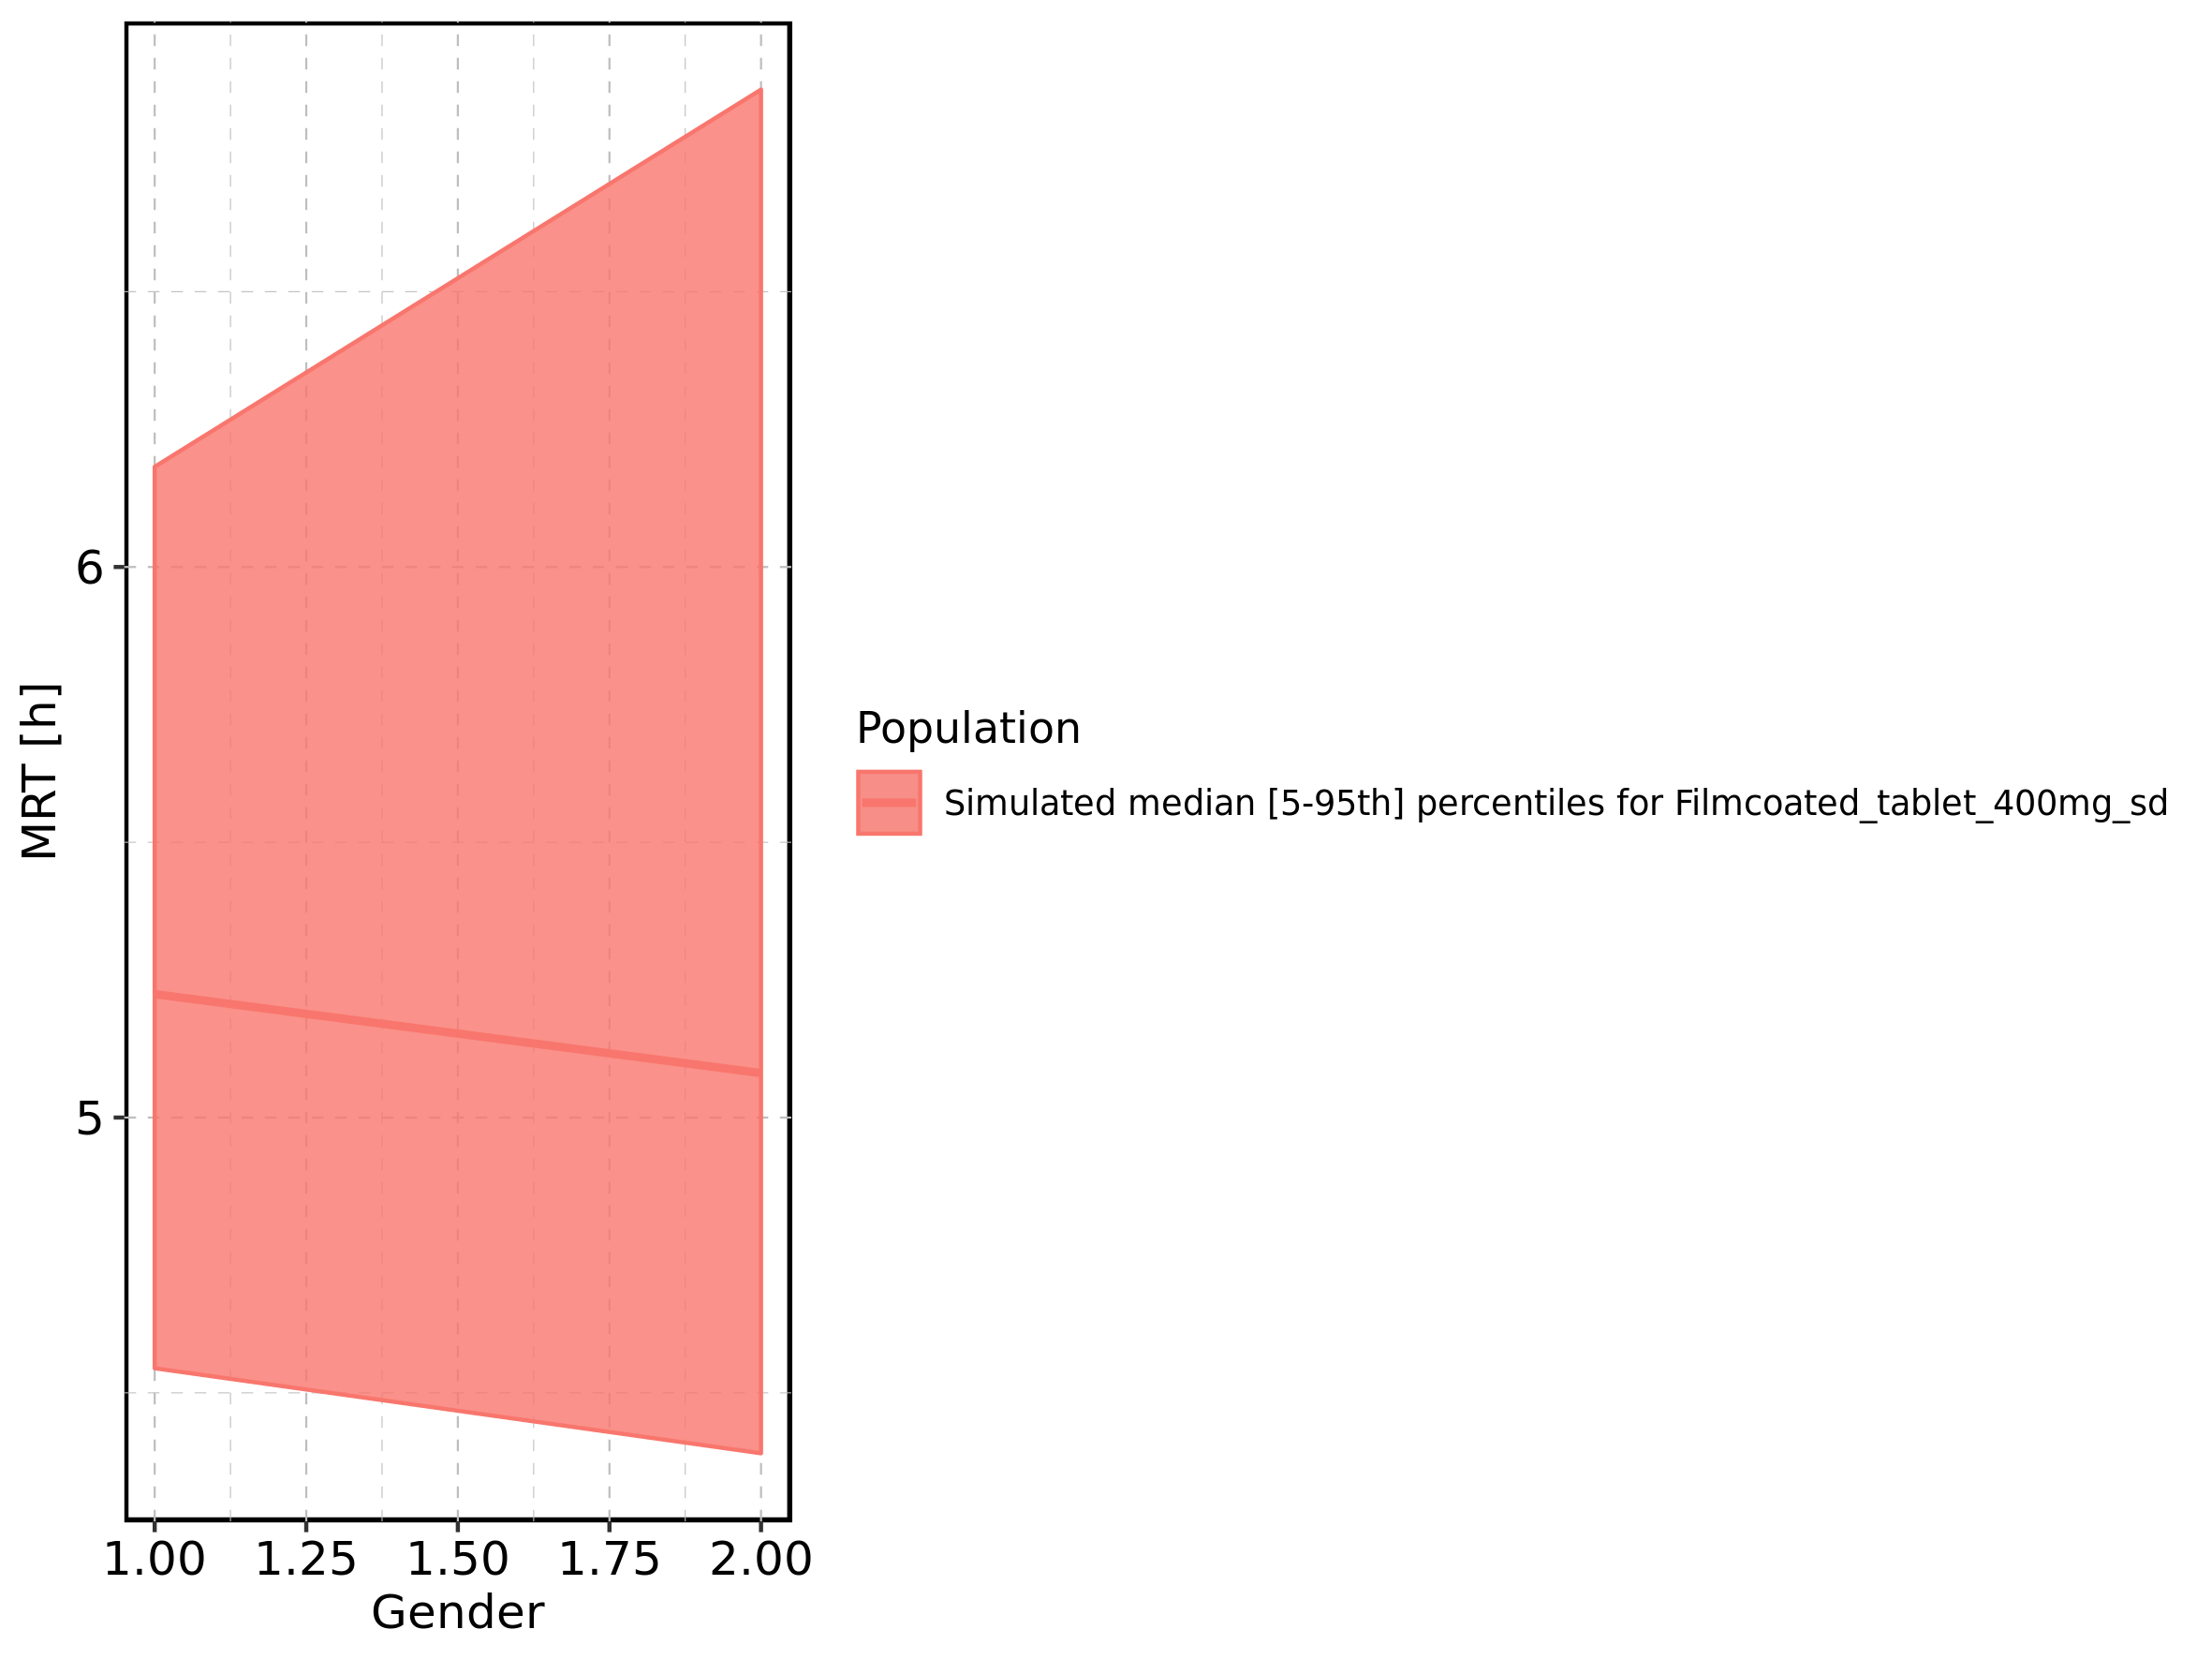 MRT [h]
6
5
1.00 1.25 1.50 1.75 2.00
Gender
Population
Simulated median [5-95th] percentiles for Filmcoated_tablet_400mg_sd